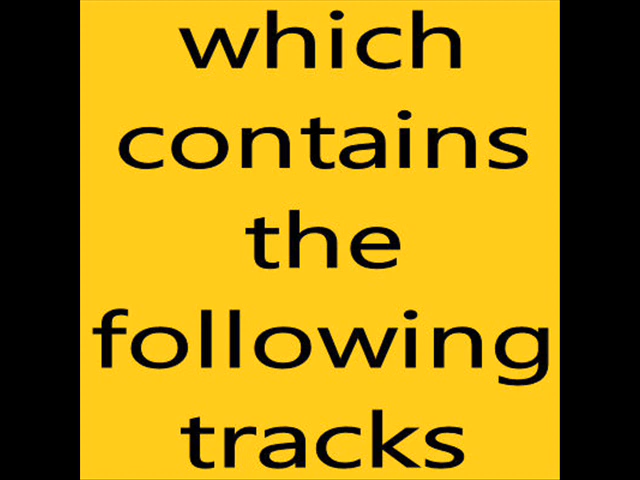 which
contains
the
following
tracks